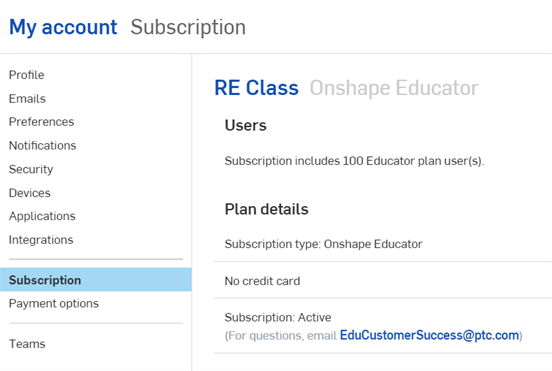 My account Subscription
Profile
Emails
Preferences
Notifications
Security
Devices
Applications
Integrations
Subscription
Payment options
Teams
RE Class Onshape Educator
Users
Subscription includes 100 Educator plan user(s).
Plan details
Subscription type: Onshape Educator
No credit card
Subscription: Active
(For questions, email EduCustomerSuccess@ptc.com)